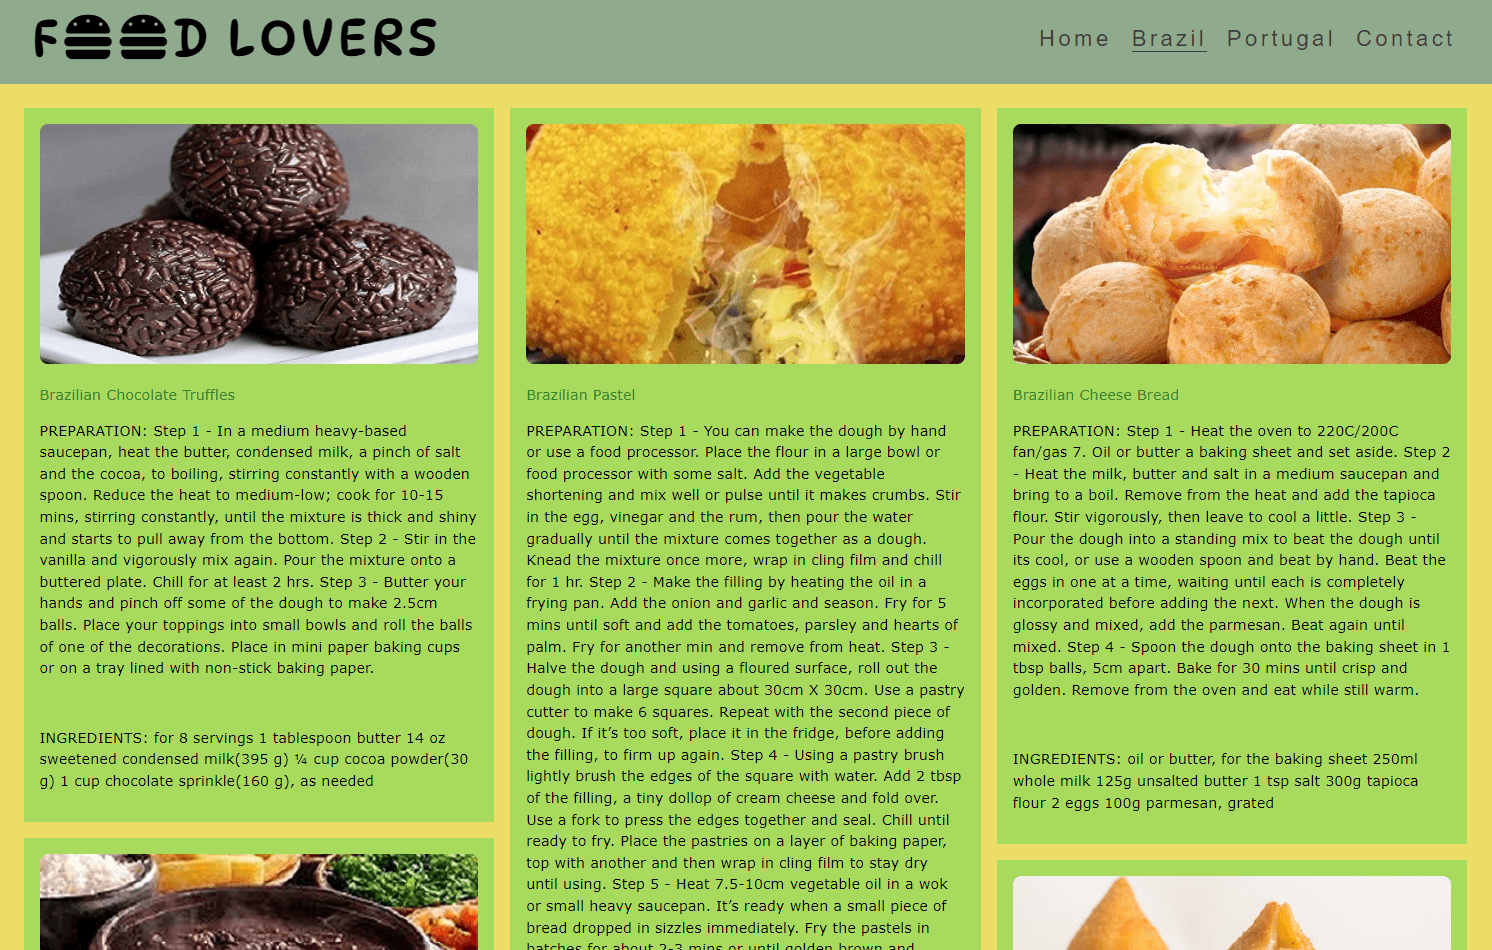 FOOD LOVERS
Home Brazil Portugal Contact
Brazilian Chocolate Truffles
PREPARATION: Step 1 - In a medium heavy-based
saucepan, heat the butter, condensed milk, a pinch of salt
and the cocoa, to boiling, stirring constantly with a wooden
spoon. Reduce the heat to medium-low; cook for 10-15
mins, stirring constantly, until the mixture is thick and shiny
and starts to pull away from the bottom. Step 2 - Stir in the
vanilla and vigorously mix again. Pour the mixture onto a
buttered plate. Chill for at least 2 hrs. Step 3 - Butter your
hands and pinch off some of the dough to make 2.5cm
balls. Place your toppings into small bowls and roll the balls
of one of the decorations. Place in mini paper baking cups
or on a tray lined with non-stick baking paper.
INGREDIENTS: for 8 servings 1 tablespoon butter 14 oz
sweetened condensed milk(395 g) ¼ cup cocoa powder(30
g) 1 cup chocolate sprinkle(160 g), as needed
Brazilian Pastel
PREPARATION: Step 1 - You can make the dough by hand
or use a food processor. Place the flour in a large bowl or
food processor with some salt. Add the vegetable
shortening and mix well or pulse until it makes crumbs. Stir
in the egg, vinegar and the rum, then pour the water
gradually until the mixture comes together as a dough.
Knead the mixture once more, wrap in cling film and chill
for 1 hr. Step 2 - Make the filling by heating the oil in a
frying pan. Add the onion and garlic and season. Fry for 5
mins until soft and add the tomatoes, parsley and hearts of
palm. Fry for another min and remove from heat. Step 3 -
Halve the dough and using a floured surface, roll out the
dough into a large square about 30cm X 30cm. Use a pastry
cutter to make 6 squares. Repeat with the second piece of
dough. If it’s too soft, place it in the fridge, before adding
the filling, to firm up again. Step 4 - Using a pastry brush
lightly brush the edges of the square with water. Add 2 tbsp
of the filling, a tiny dollop of cream cheese and fold over.
Use a fork to press the edges together and seal. Chill until
ready to fry. Place the pastries on a layer of baking paper,
top with another and then wrap in cling film to stay dry
until using. Step 5 - Heat 7.5-10cm vegetable oil in a wok
or small heavy saucepan. It’s ready when a small piece of
bread dropped in sizzles immediately. Fry the pastels in
batches for about 2-3 mins or until golden brown and
Brazilian Cheese Bread
PREPARATION: Step 1 - Heat the oven to 220C/200C
fan/gas 7. Oil or butter a baking sheet and set aside. Step 2
- Heat the milk, butter and salt in a medium saucepan and
bring to a boil. Remove from the heat and add the tapioca
flour. Stir vigorously, then leave to cool a little. Step 3 -
Pour the dough into a standing mix to beat the dough until
its cool, or use a wooden spoon and beat by hand. Beat the
eggs in one at a time, waiting until each is completely
incorporated before adding the next. When the dough is
glossy and mixed, add the parmesan. Beat again until
mixed. Step 4 - Spoon the dough onto the baking sheet in 1
tbsp balls, 5cm apart. Bake for 30 mins until crisp and
golden. Remove from the oven and eat while still warm.
INGREDIENTS: oil or butter, for the baking sheet 250ml
whole milk 125g unsalted butter 1 tsp salt 300g tapioca
flour 2 eggs 100g parmesan, grated